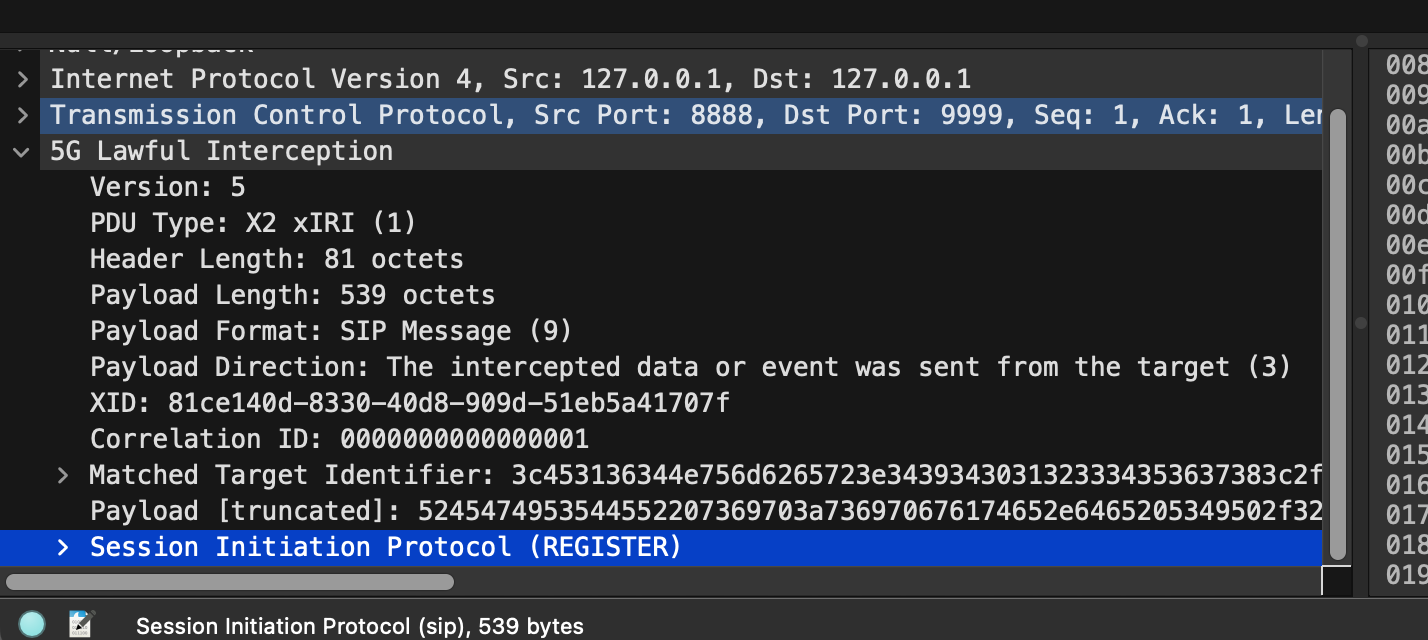 Null/Loopback
Internet Protocol Version 4, Src: 127.0.0.1, Dst: 127.0.0.1
Transmission Control Protocol, Src Port: 8888, Dst Port: 9999, Seq: 1, Ack: 1, Len
5G Lawful Interception
Version: 5
PDU Type: X2 xIRI (1)
Header Length: 81 octets
Payload Length: 539 octets
Payload Format: SIP Message (9)
Payload Direction: The intercepted data or event was sent from the target (3)
XID: 81ce140d-8330-40d8-909d-51eb5a41707f
Correlation ID: 0000000000000001
Matched Target Identifier: 3c453136344e756d6265723e3439343031323334353637383c2f
Payload [truncated]: 5245474953544552207369703a736970676174652e6465205349502f32
Session Initiation Protocol (REGISTER)
Session Initiation Protocol (sip), 539 bytes
008
009
00a
00b
00c
00d
00e
00f
010
011
012
013
014
015
016
017
018
019